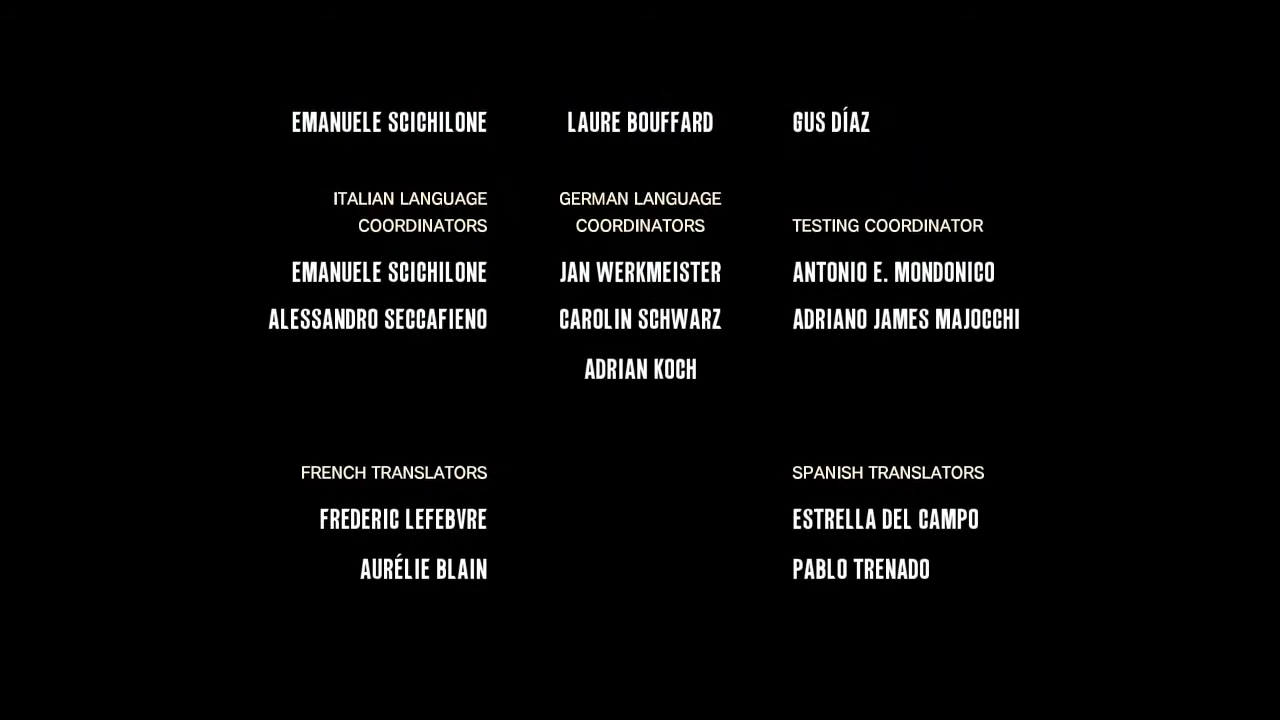 EMANUELE SCICHILONE
LAURE BOUFFARD
GUS DÍAZ
ITALIAN LANGUAGE
COORDINATORS
EMANUELE SCICHILONE
ALESSANDRO SECCAFIENO
GERMAN LANGUAGE
COORDINATORS
JAN WERKMEISTER
CAROLIN SCHWARZ
ADRIAN KOCH
TESTING COORDINATOR
ANTONIO E. MONDONICO
ADRIANO JAMES MAJOCCHI
FRENCH TRANSLATORS
FREDERIC LEFEBVRE
AURÉLIE BLAIN
SPANISH TRANSLATORS
ESTRELLA DEL CAMPO
PABLO TRENADO